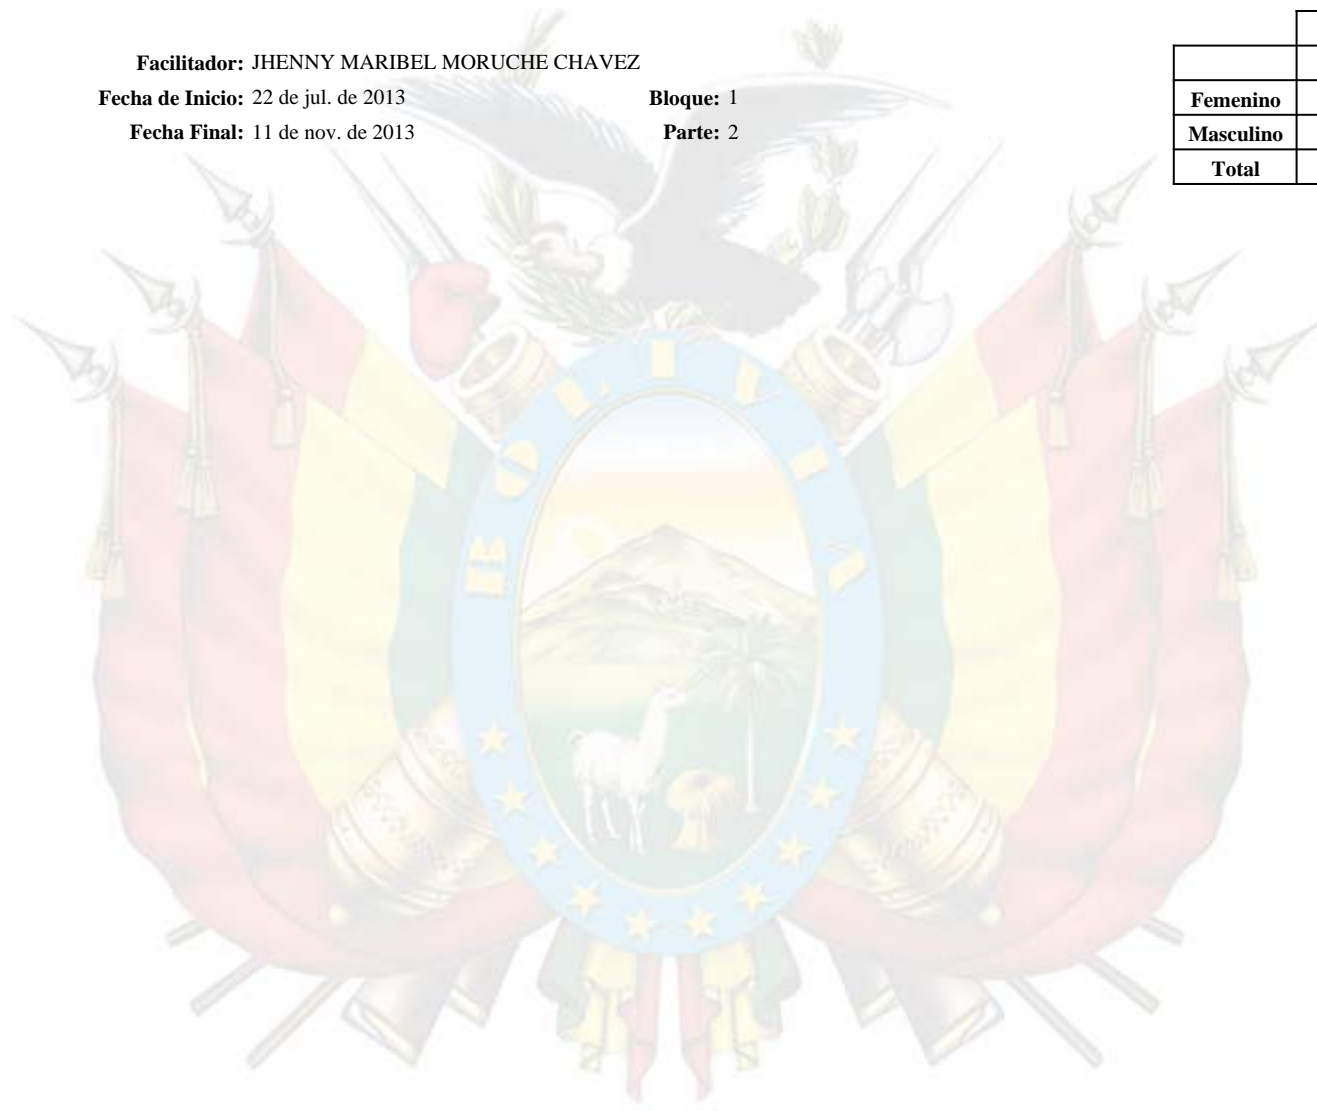 Facilitador: JHENNY MARIBEL MORUCHE CHAVEZ
Fecha de Inicio: 22 de jul. de 2013 Bloque: 1
Fecha Final: 11 de nov. de 2013 Parte: 2
Femenino
Masculino
Total
BOLIVIA